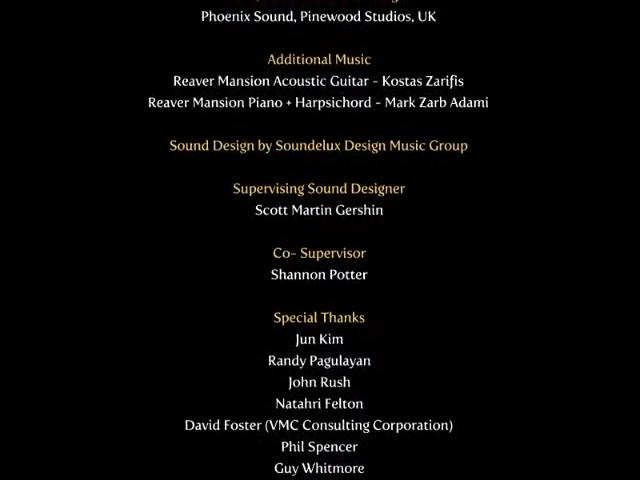 Phoenix Sound, Pinewood Studios, UK
Additional Music
Reaver Mansion Acoustic Guitar - Kostas Zarifis
Reaver Mansion Piano + Harpsichord - Mark Zarb Adami
Sound Design by Soundelux Design Music Group
Supervising Sound Designer
Scott Martin Gershin
Co- Supervisor
Shannon Potter
Special Thanks
Jun Kim
Randy Pagulayan
John Rush
Natahri Felton
David Foster (VMC Consulting Corporation)
Phil Spencer
Guy Whitmore